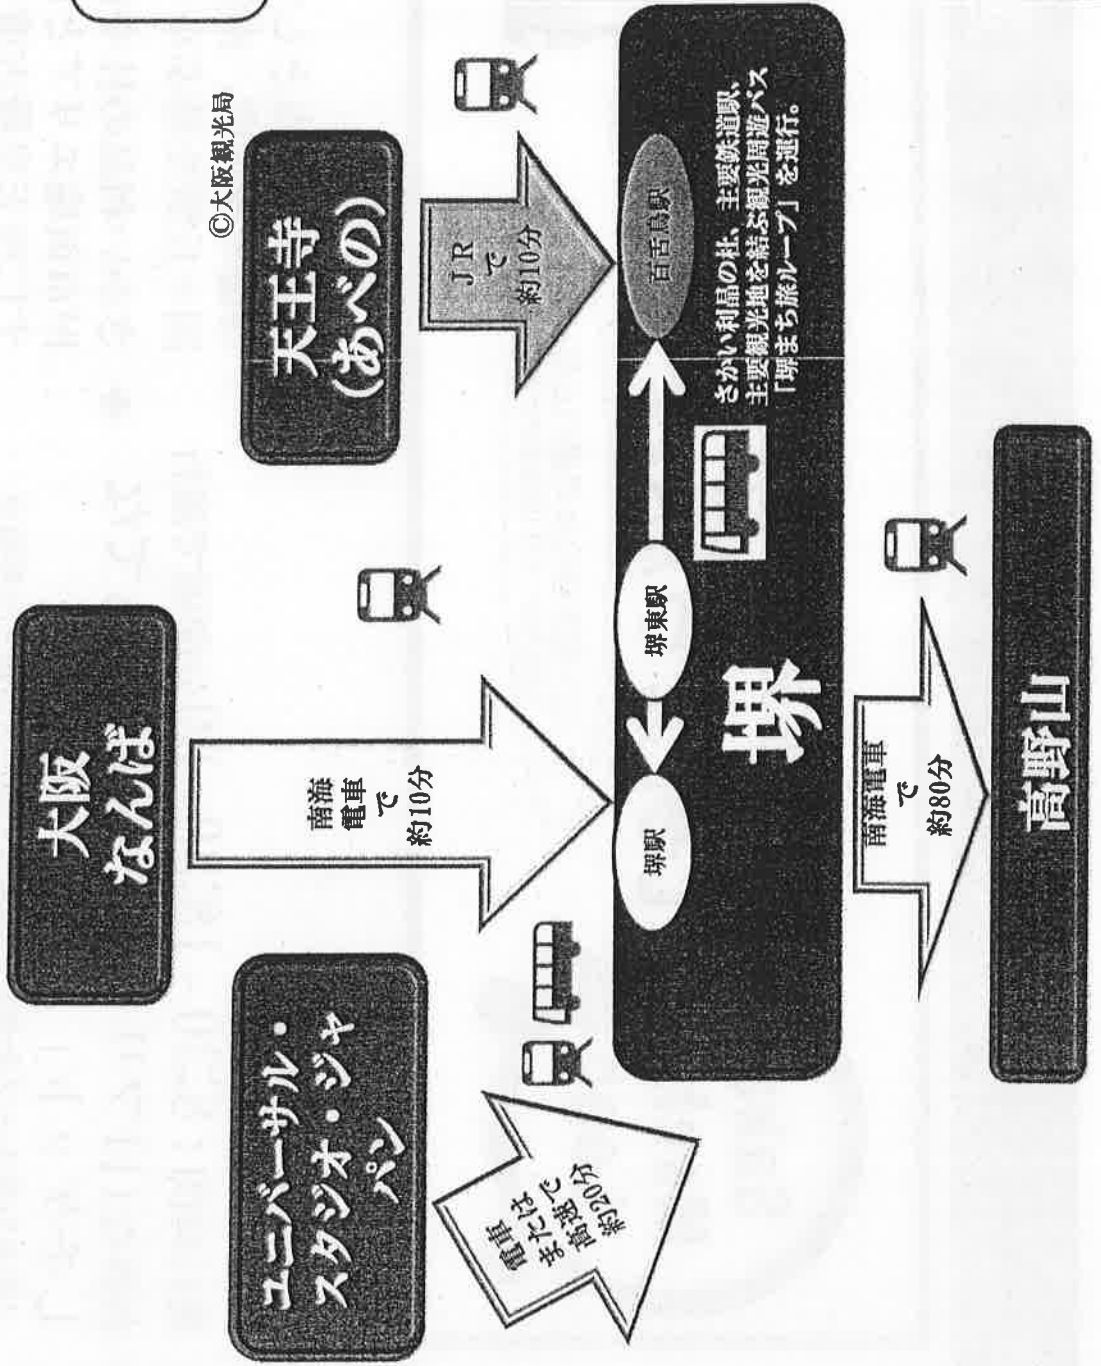 ©大阪観光局
大阪
なんば
ユニバーサル・
スタジオ・ジャ
パン
天王寺
(あべの)
電車
または
高速で
約20分
南海
電車
で
約10分
JR
で
約10分
堺駅
堺東駅
百舌鳥駅
堺
さかい利晶の杜、主要鉄道駅、
主要観光地を結ぶ観光周遊バス
「堺まち旅ループ」を運行。
南海電車
で
約80分
高野山